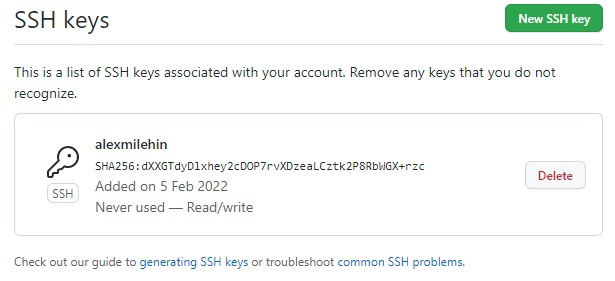 SSH keys
New SSH key
This is a list of SSH keys associated with your account. Remove any keys that you do not
recognize.
alexmilehin
SHA256:dXXGTdyDlxhey2cDOP7rvXDzeaLCztk2P8RbWGX+rzc
SSH
Added on 5 Feb 2022
Never used — Read/write
Delete
Check out our guide to generating SSH keys or troubleshoot common SSH problems.